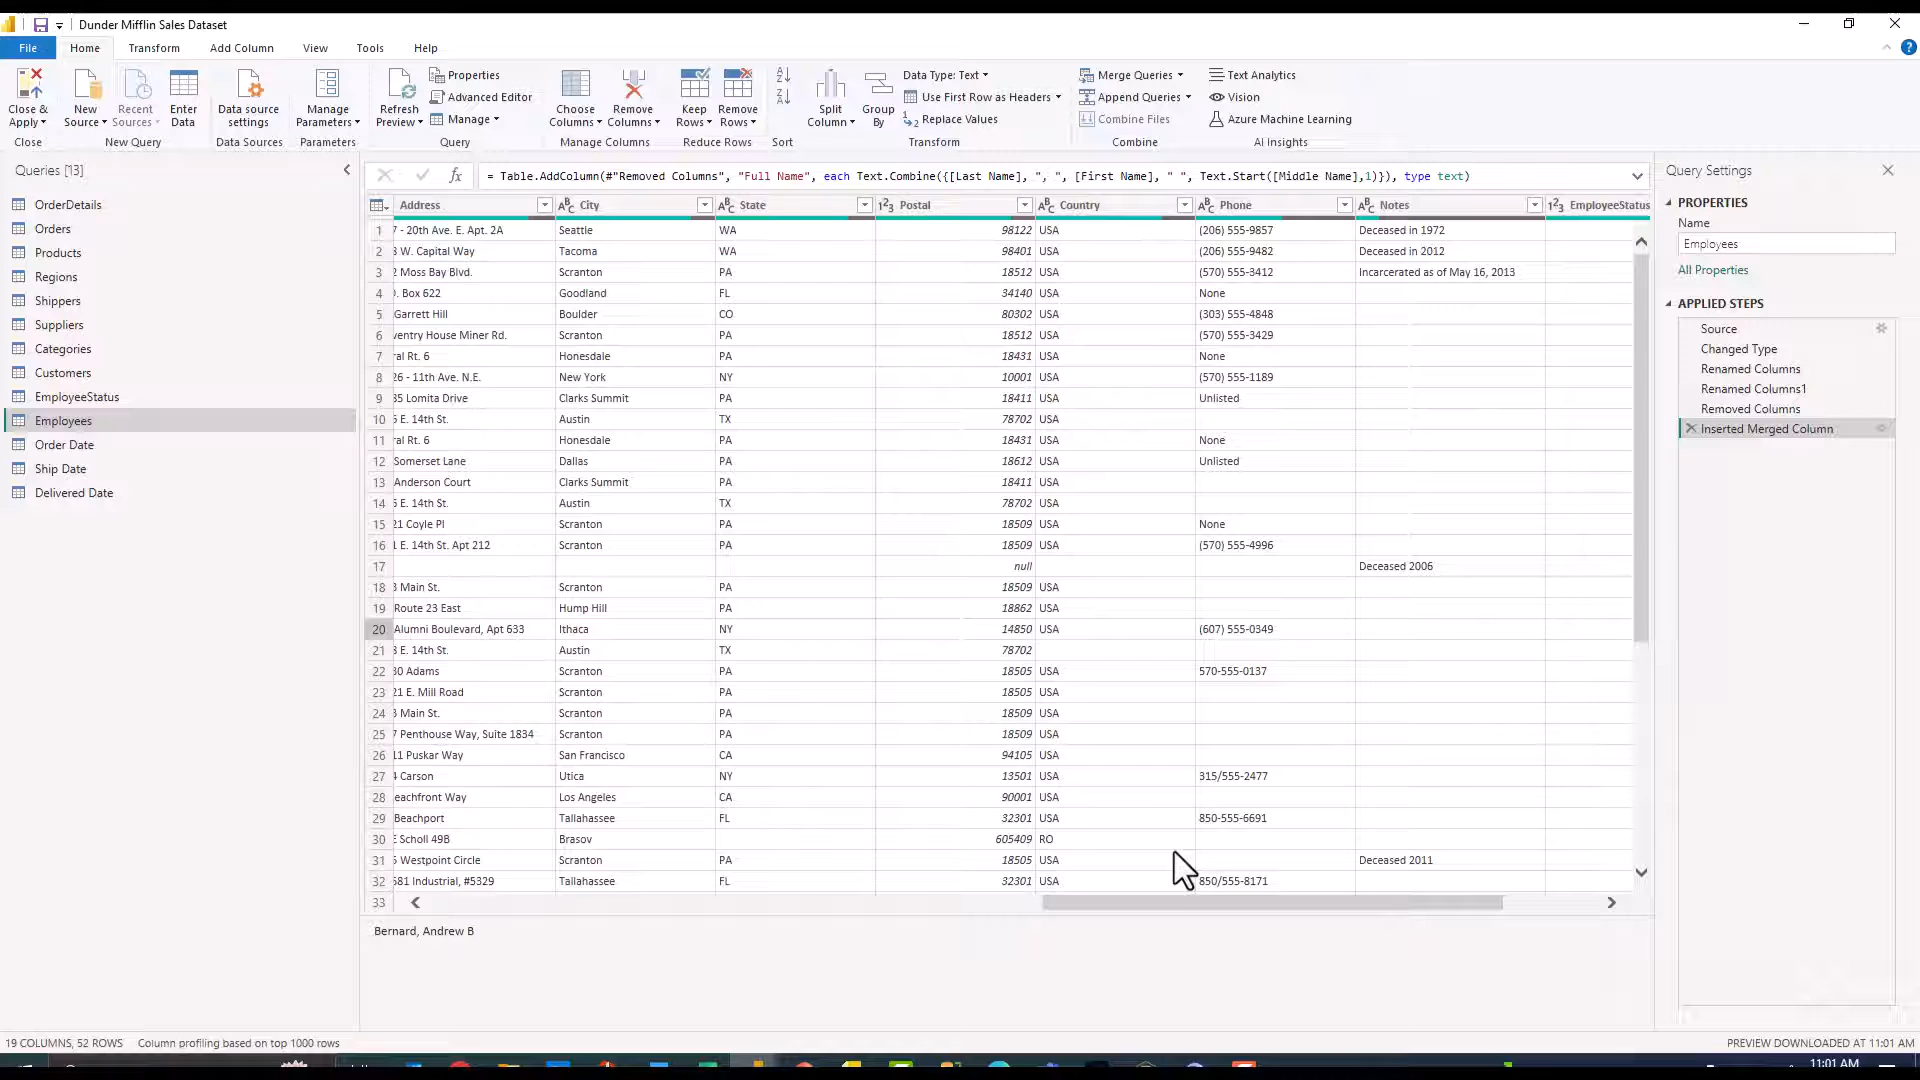 Dunder Mifflin Sales Dataset
File Home Transform Add Column View Tools Help
Close & Apply
New Source
Recent Sources
Enter Data
Data source settings
Manage Parameters
Refresh Preview
Properties
Advanced Editor
Manage
Choose Columns
Remove Columns
Keep Rows
Remove Rows
Split Column
Group By
Data Type: Text
Use First Row as Headers
Replace Values
Merge Queries
Append Queries
Combine Files
Text Analytics
Vision
Azure Machine Learning
Close New Query Data Sources Parameters Query Manage Columns Reduce Rows Sort Transform Combine AI Insights
Queries [13]
OrderDetails
Orders
Products
Regions
Shippers
Suppliers
Categories
Customers
EmployeeStatus
Employees
Order Date
Ship Date
Delivered Date
fx = Table.AddColumn(#"Removed Columns", "Full Name", each Text.Combine({[Last Name], ", ", [First Name], " ", Text.Start([Middle Name],1)}), type text)
Address City State Postal Country Phone Notes EmployeeStatus
1 7 - 20th Ave. E. Apt. 2A Seattle WA 98122 USA (206) 555-9857 Deceased in 1972
2 W. Capital Way Tacoma WA 98401 USA (206) 555-9482 Deceased in 2012
3 Moss Bay Blvd. Scranton PA 18512 USA (570) 555-3412 Incarcerated as of May 16, 2013
4 Box 622 Goodland FL 34140 USA None
5 Garrett Hill Boulder CO 80302 USA (303) 555-4848
6 ventry House Miner Rd. Scranton PA 18512 USA (570) 555-3429
7 ral Rt. 6 Honesdale PA 18431 USA None
8 26 - 11th Ave. N.E. New York NY 10001 USA (570) 555-1189
9 35 Lomita Drive Clarks Summit PA 18411 USA Unlisted
10 E. 14th St. Austin TX 78702 USA
11 ral Rt. 6 Honesdale PA 18431 USA None
12 Somerset Lane Dallas PA 18612 USA Unlisted
13 Anderson Court Clarks Summit PA 18411 USA
14 E. 14th St. Austin TX 78702 USA
15 21 Coyle Pl Scranton PA 18509 USA None
16 E. 14th St. Apt 212 Scranton PA 18509 USA (570) 555-4996
17 null Deceased 2006
18 Main St. Scranton PA 18509 USA
19 Route 23 East Hump Hill PA 18862 USA
20 Alumni Boulevard, Apt 633 Ithaca NY 14850 USA (607) 555-0349
21 E. 14th St. Austin TX 78702
22 30 Adams Scranton PA 18505 USA 570-555-0137
23 21 E. Mill Road Scranton PA 18505 USA
24 Main St. Scranton PA 18509 USA
25 7 Penthouse Way, Suite 1834 Scranton PA 18509 USA
26 11 Puskar Way San Francisco CA 94105 USA
27 4 Carson Utica NY 13501 USA 315/555-2477
28 eachfront Way Los Angeles CA 90001 USA
29 Beachport Tallahassee FL 32301 USA 850-555-6691
30 Scholl 49B Brasov 605409 RO
31 Westpoint Circle Scranton PA 18505 USA Deceased 2011
32 581 Industrial, #5329 Tallahassee FL 32301 USA 850/555-8171
33
Bernard, Andrew B
Query Settings
PROPERTIES
Name
Employees
All Properties
APPLIED STEPS
Source
Changed Type
Renamed Columns
Renamed Columns1
Removed Columns
Inserted Merged Column
19 COLUMNS, 52 ROWS Column profiling based on top 1000 rows PREVIEW DOWNLOADED AT 11:01 AM
11:01 AM